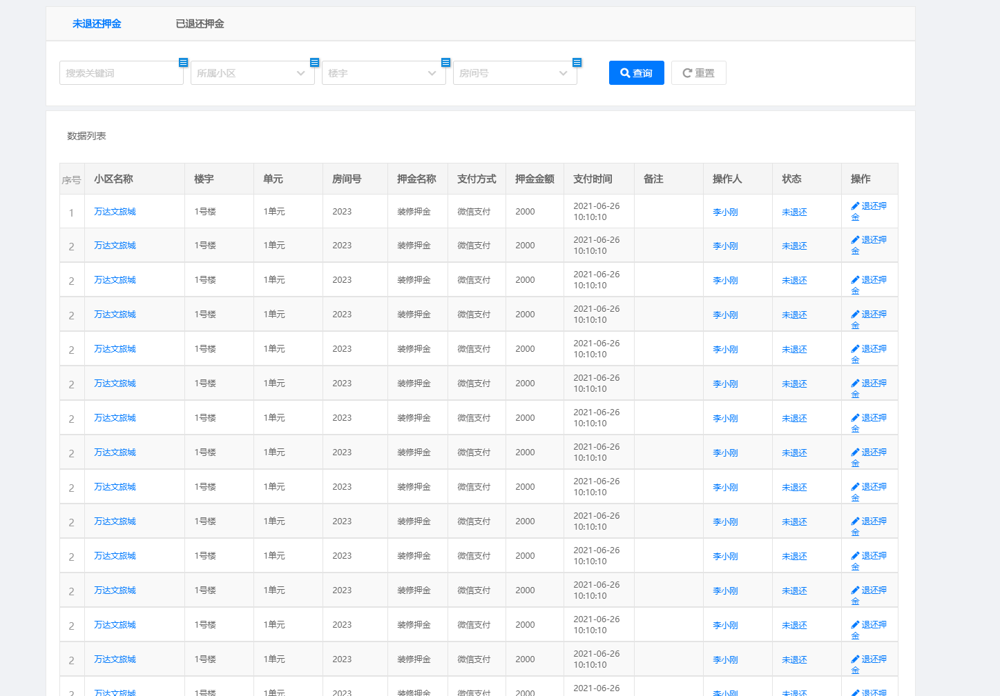 未退还押金 已退还押金
搜索关键词 所属小区 楼宇 房间号 查询 重置
数据列表
序号 小区名称 楼宇 单元 房间号 押金名称 支付方式 押金金额 支付时间 备注 操作人 状态 操作
1 万达文旅城 1号楼 1单元 2023 装修押金 微信支付 2000 2021-06-26 10:10:10 李小刚 未退还 退还押金
2 万达文旅城 1号楼 1单元 2023 装修押金 微信支付 2000 2021-06-26 10:10:10 李小刚 未退还 退还押金
2 万达文旅城 1号楼 1单元 2023 装修押金 微信支付 2000 2021-06-26 10:10:10 李小刚 未退还 退还押金
2 万达文旅城 1号楼 1单元 2023 装修押金 微信支付 2000 2021-06-26 10:10:10 李小刚 未退还 退还押金
2 万达文旅城 1号楼 1单元 2023 装修押金 微信支付 2000 2021-06-26 10:10:10 李小刚 未退还 退还押金
2 万达文旅城 1号楼 1单元 2023 装修押金 微信支付 2000 2021-06-26 10:10:10 李小刚 未退还 退还押金
2 万达文旅城 1号楼 1单元 2023 装修押金 微信支付 2000 2021-06-26 10:10:10 李小刚 未退还 退还押金
2 万达文旅城 1号楼 1单元 2023 装修押金 微信支付 2000 2021-06-26 10:10:10 李小刚 未退还 退还押金
2 万达文旅城 1号楼 1单元 2023 装修押金 微信支付 2000 2021-06-26 10:10:10 李小刚 未退还 退还押金
2 万达文旅城 1号楼 1单元 2023 装修押金 微信支付 2000 2021-06-26 10:10:10 李小刚 未退还 退还押金
2 万达文旅城 1号楼 1单元 2023 装修押金 微信支付 2000 2021-06-26 10:10:10 李小刚 未退还 退还押金
2 万达文旅城 1号楼 1单元 2023 装修押金 微信支付 2000 2021-06-26 10:10:10 李小刚 未退还 退还押金
2 万达文旅城 1号楼 1单元 2023 装修押金 微信支付 2000 2021-06-26 10:10:10 李小刚 未退还 退还押金
2 万达文旅城 1号楼 1单元 2023 装修押金 微信支付 2000 2021-06-26 10:10:10 李小刚 未退还 退还押金
2 万达文旅城 1号楼 1单元 2023 装修押金 微信支付 2000 2021-06-26 李小刚 未退还 退还押